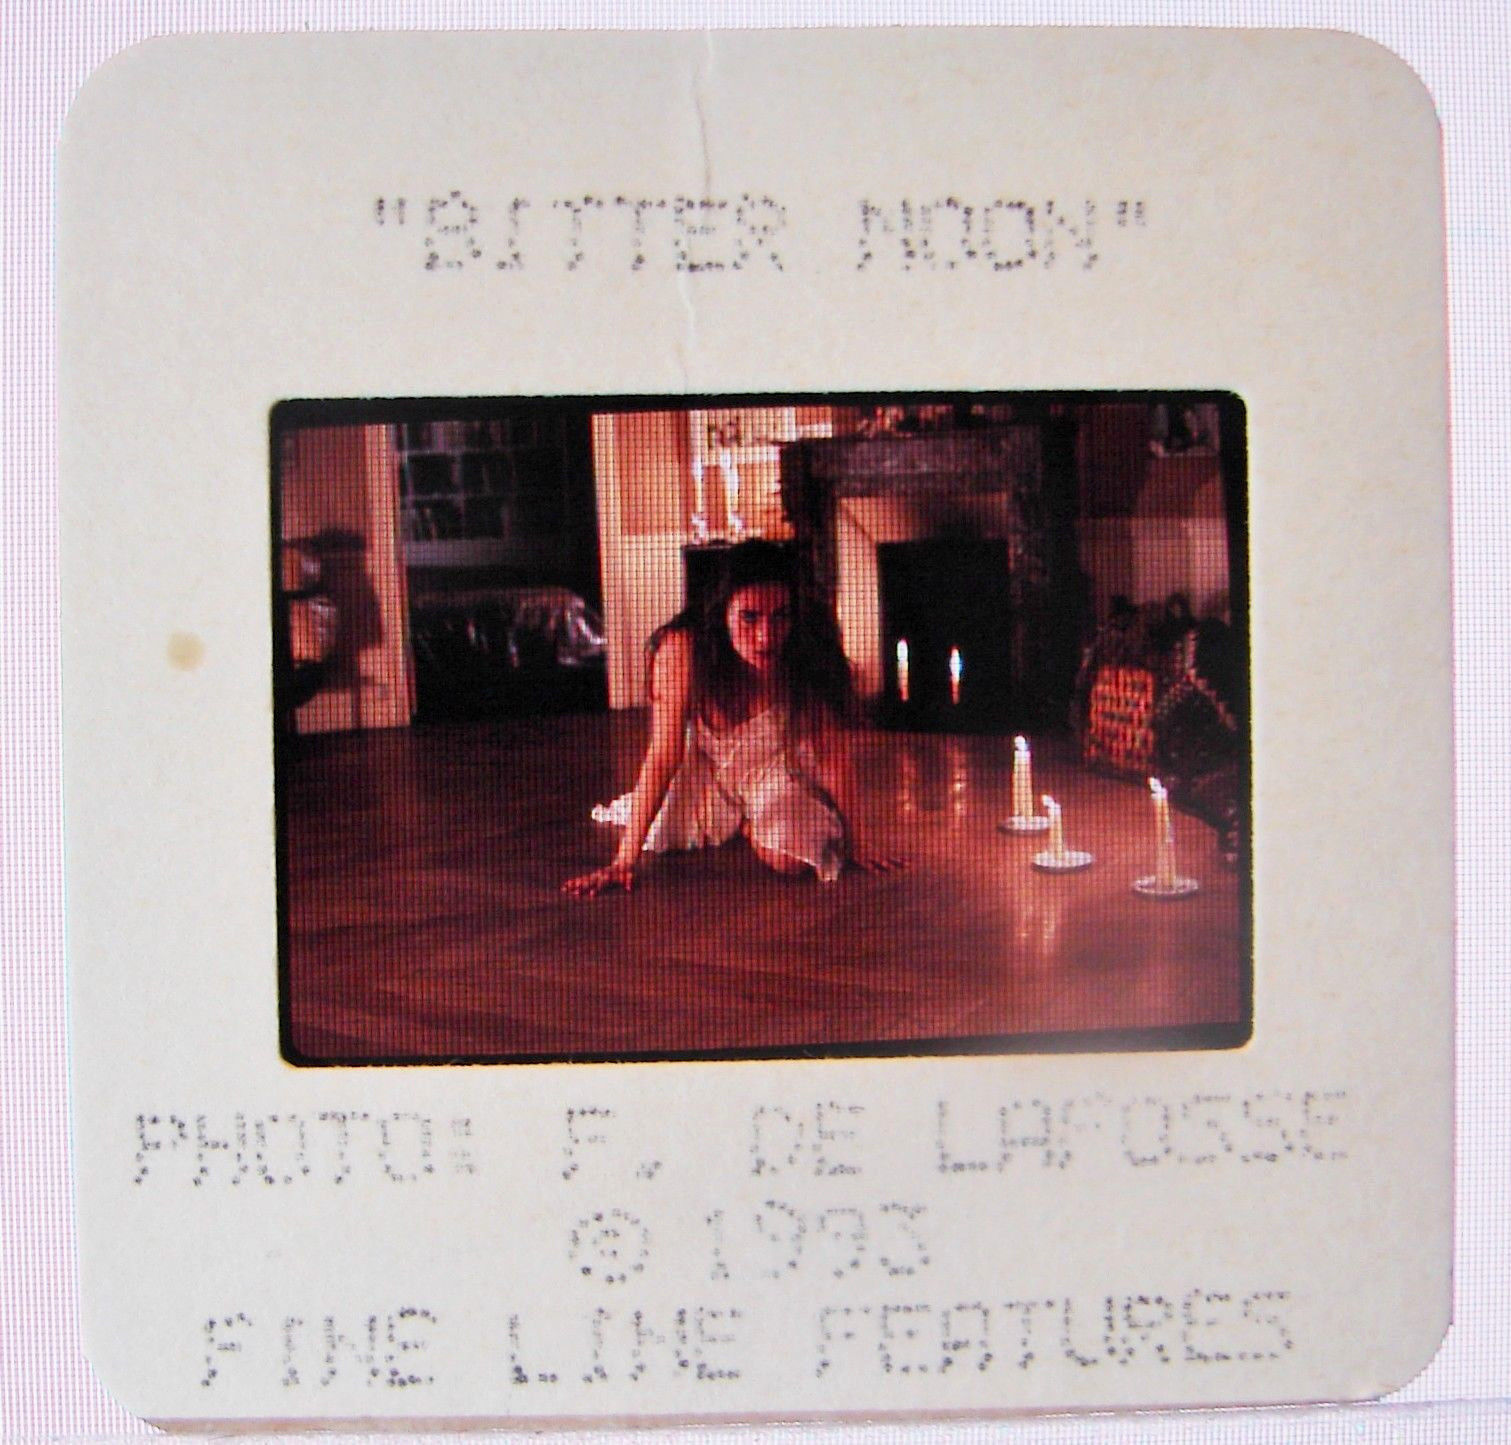 "BITTER MOON"
PHOTO: F. DE LAFOSSE
© 1993
FINE LINE FEATURES